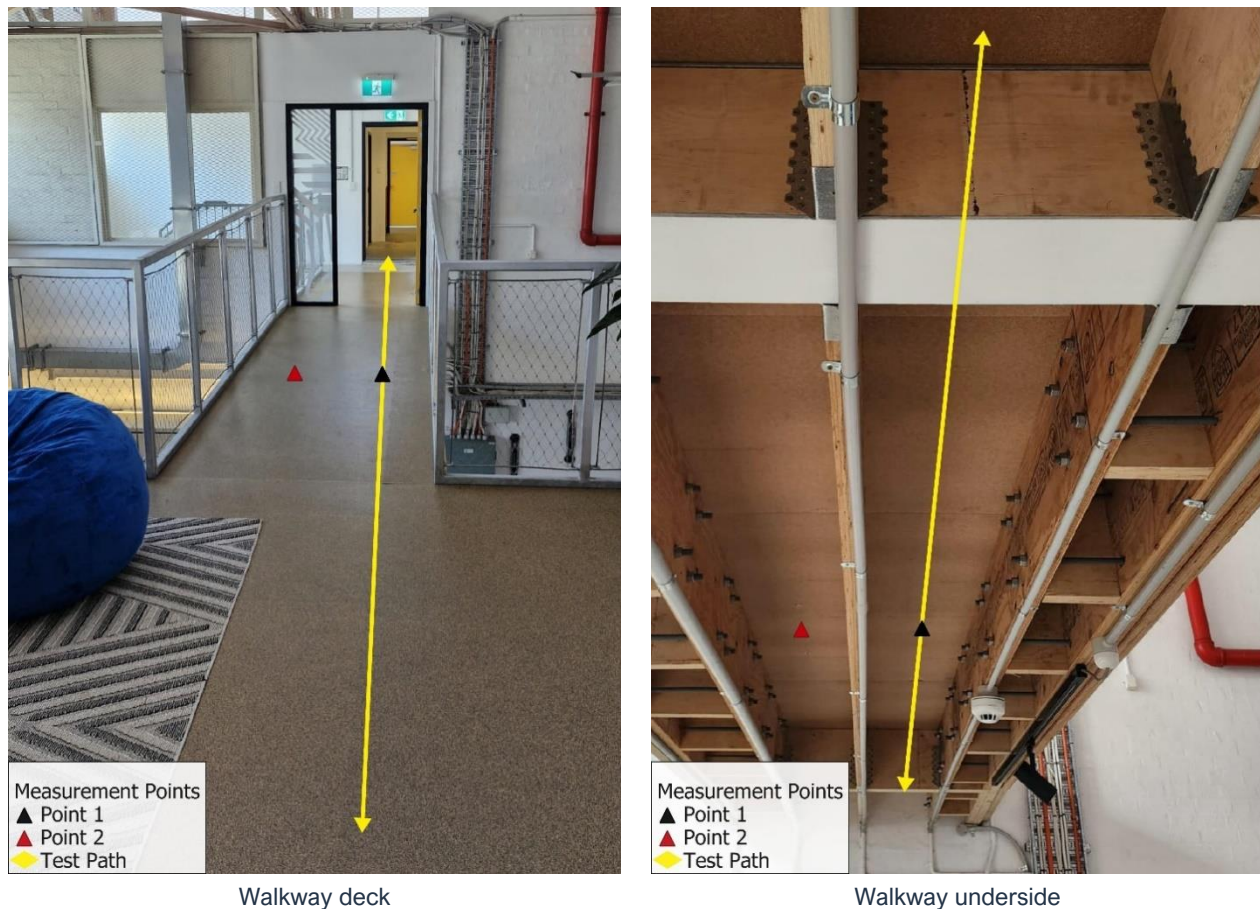 Measurement Points
Point 1
Point 2
Test Path
Walkway deck
Measurement Points
Point 1
Point 2
Test Path
Walkway underside